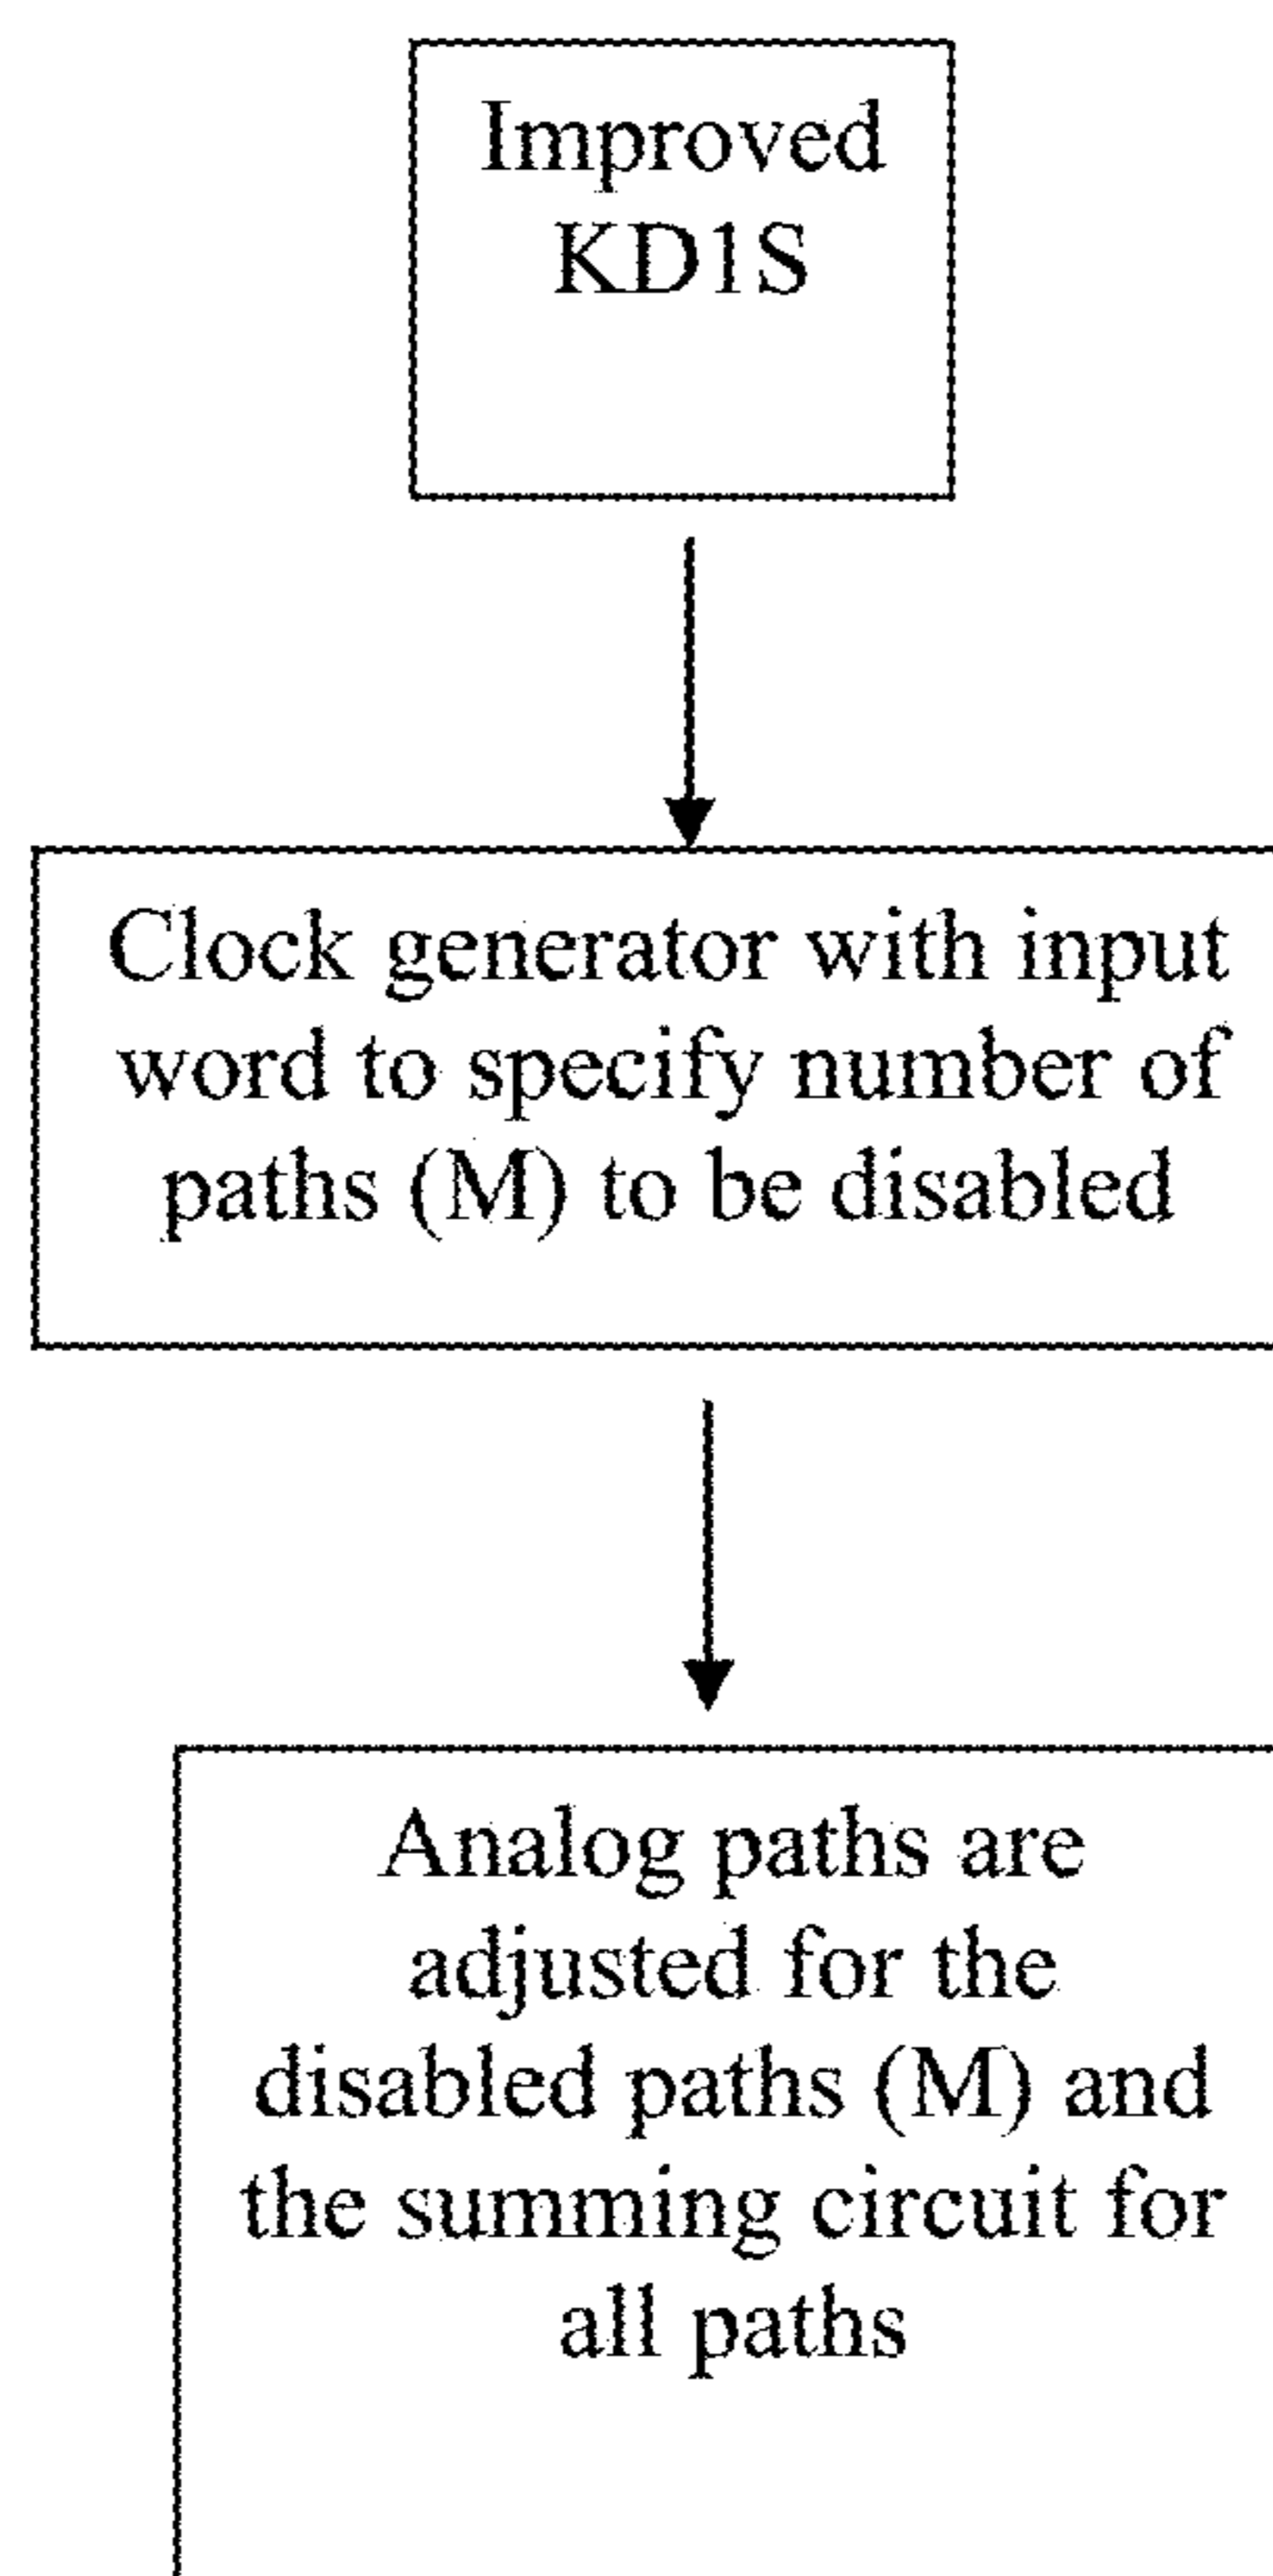 Improved
KD1S
Clock generator with input
word to specify number of
paths (M) to be disabled
Analog paths are
adjusted for the
disabled paths (M) and
the summing circuit for
all paths